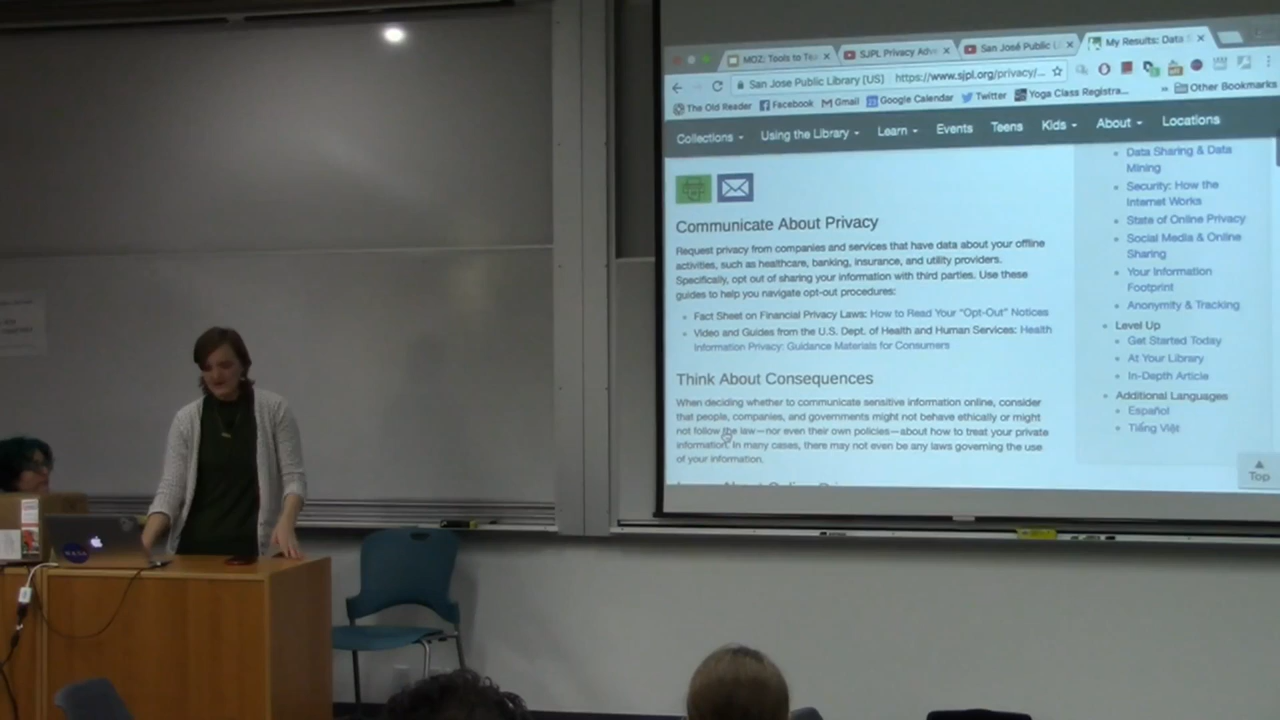 MOZ: Tools to Te
SJPL Privacy Adv
San José Public L
My Results: Data
San Jose Public Library [US]
https://www.sjpl.org/privacy/...
The Old Reader
Facebook
Gmail
Google Calendar
Twitter
Yoga Class Registra...
»
Other Bookmarks
Collections
Using the Library
Learn
Events
Teens
Kids
About
Locations
Communicate About Privacy
Request privacy from companies and services that have data about your offline
activities, such as healthcare, banking, insurance, and utility providers.
Specifically, opt out of sharing your information with third parties. Use these
guides to help you navigate opt-out procedures:
Fact Sheet on Financial Privacy Laws: How to Read Your "Opt-Out" Notices
Video and Guides from the U.S. Dept. of Health and Human Services: Health
Information Privacy: Guidance Materials for Consumers
Think About Consequences
When deciding whether to communicate sensitive information online, consider
that people, companies, and governments might not behave ethically or might
not follow the law—nor even their own policies—about how to treat your private
information. In many cases, there may not even be any laws governing the use
of your information.
Data Sharing & Data
Mining
Security: How the
Internet Works
State of Online Privacy
Social Media & Online
Sharing
Your Information
Footprint
Anonymity & Tracking
Level Up
Get Started Today
At Your Library
In-Depth Article
Additional Languages
Español
Tiếng Việt
Top
NASA